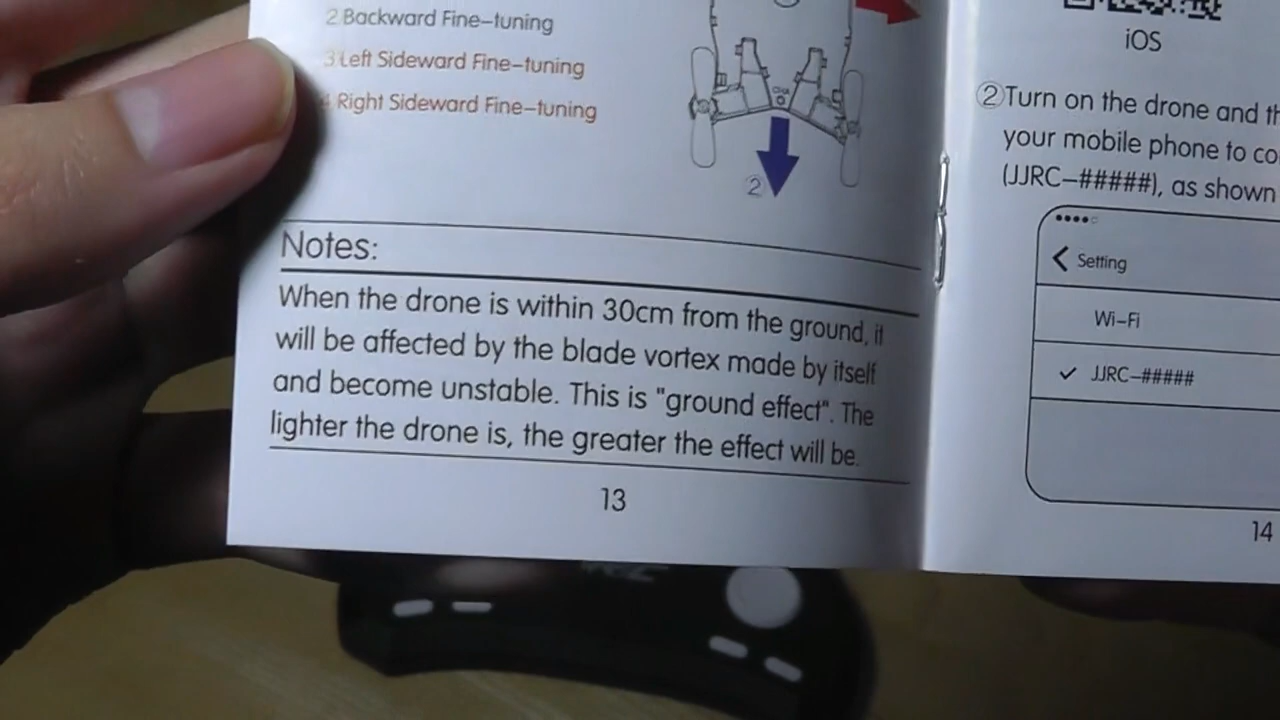 2 Backward Fine-tuning
3 Left Sideward Fine-tuning
Right Sideward Fine-tuning
2
Notes:
When the drone is within 30cm from the ground, it
will be affected by the blade vortex made by itself
and become unstable. This is "ground effect". The
lighter the drone is, the greater the effect will be.
13
iOS
②Turn on the drone and
your mobile phone to
(JJRC-#####), as shown
Setting
Wi-Fi
✓ JJRC-#####
14